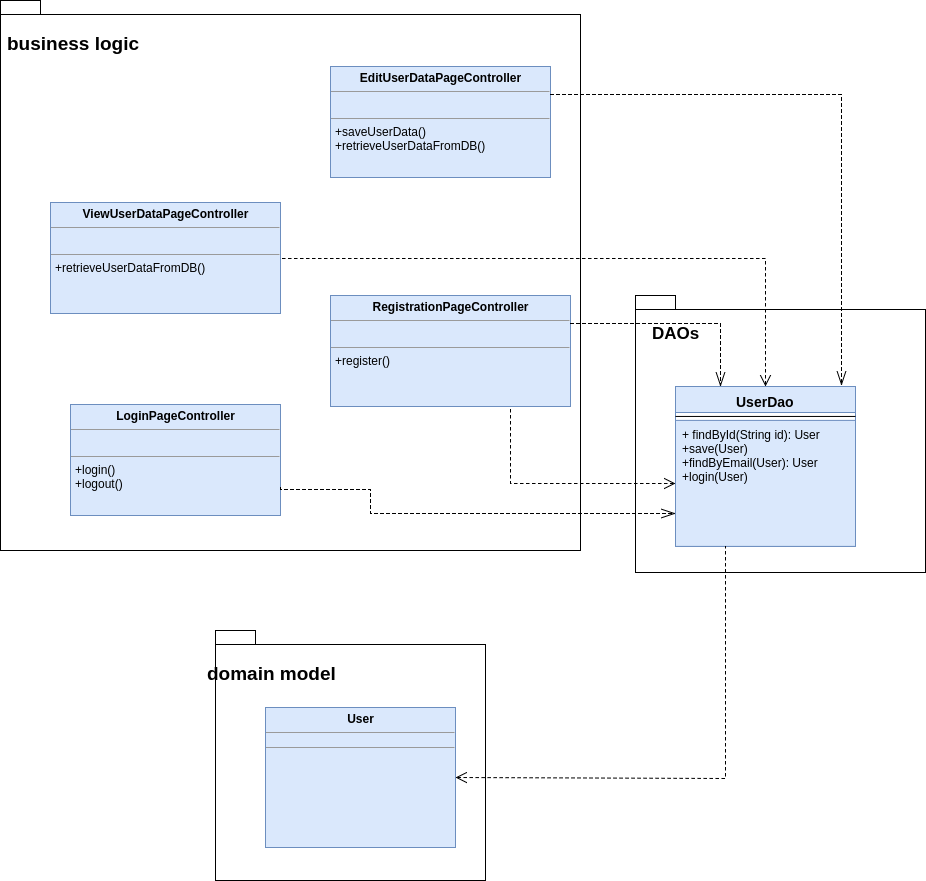 business logic
EditUserDataPageController
+saveUserData()
+retrieveUserDataFromDB()
ViewUserDataPageController
+retrieveUserDataFromDB()
RegistrationPageController
+register()
LoginPageController
+login()
+logout()
DAOs
UserDao
+ findById(String id): User
+save(User)
+findByEmail(User): User
+login(User)
domain model
User